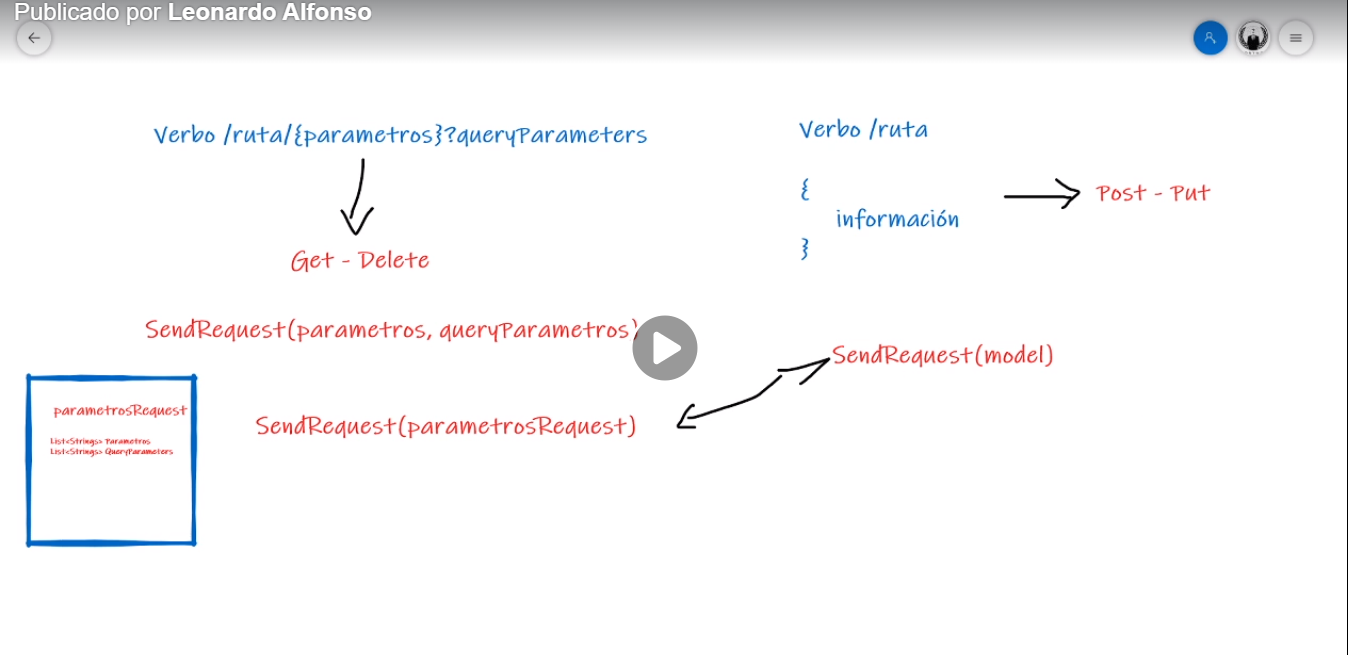 Publicado por Leonardo Alfonso
Verbo /ruta/{parametros}?queryParameters
Get - Delete
SendRequest(parametros, queryParametros)
SendRequest(parametrosRequest)
parametrosRequest
List<Strings> Parametros
List<Strings> QueryParameters
Verbo /ruta
{
información
}
Post - Put
SendRequest(model)